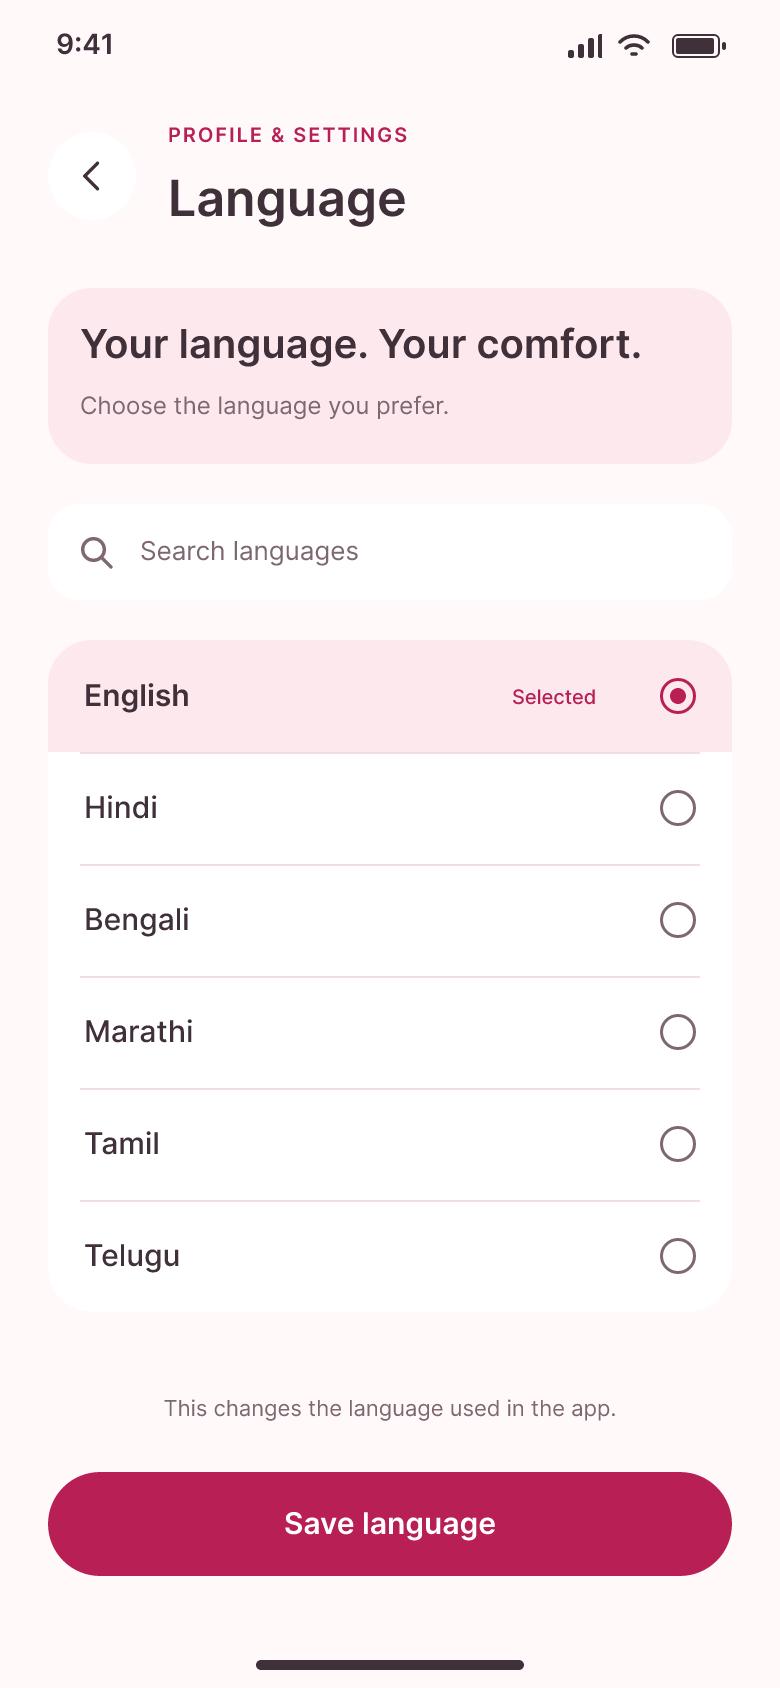 9:41
PROFILE & SETTINGS
Language
Your language. Your comfort.
Choose the language you prefer.
Search languages
English Selected
Hindi
Bengali
Marathi
Tamil
Telugu
This changes the language used in the app.
Save language